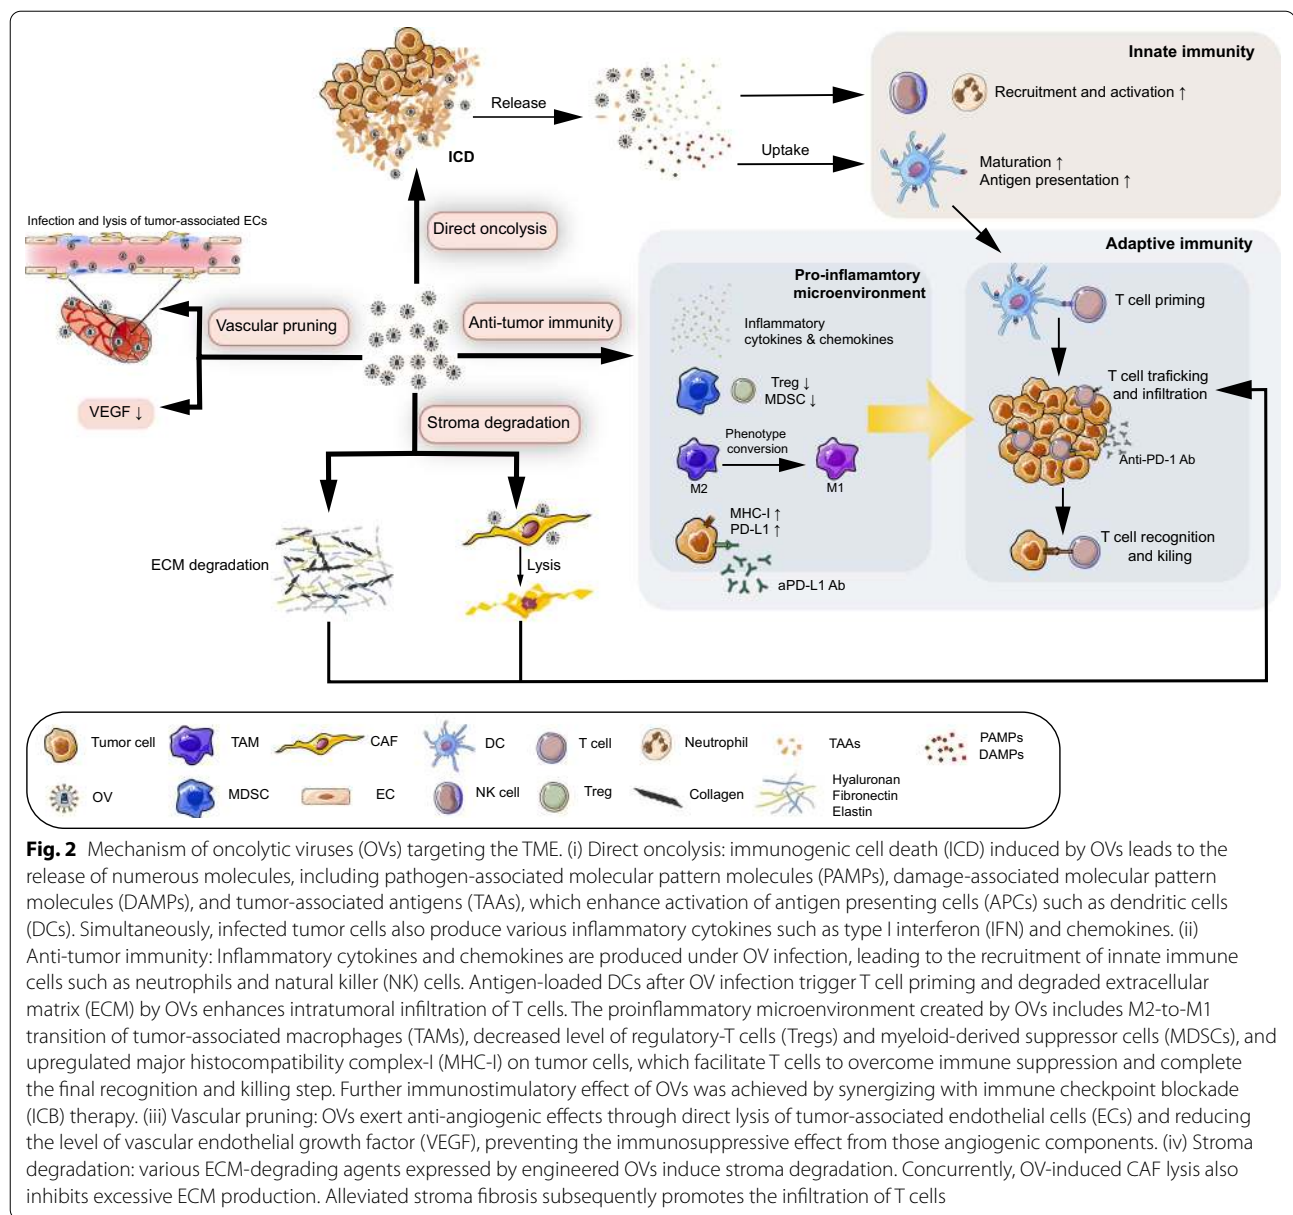 Innate immunity
Release
Recruitment and activation ↑
ICD
Uptake
Maturation ↑
Antigen presentation ↑
Infection and lysis of tumor-associated ECs
Direct oncolysis
Adaptive immunity
Pro-inflamamtory
microenvironment
T cell priming
Vascular pruning
Anti-tumor immunity
Inflammatory
cytokines & chemokines
Treg ↓
MDSC ↓
T cell traficking
and infiltration
VEGF ↓
Stroma degradation
Phenotype
conversion
Anti-PD-1 Ab
M2
M1
MHC-I ↑
PD-L1 ↑
T cell recognition
and kiling
ECM degradation
Lysis
aPD-L1 Ab
Tumor cell
TAM
CAF
DC
T cell
Neutrophil
TAAs
PAMPs
DAMPs
OV
MDSC
EC
NK cell
Treg
Collagen
Hyaluronan
Fibronectin
Elastin
Fig. 2 Mechanism of oncolytic viruses (OVs) targeting the TME. (i) Direct oncolysis: immunogenic cell death (ICD) induced by OVs leads to the
release of numerous molecules, including pathogen-associated molecular pattern molecules (PAMPs), damage-associated molecular pattern
molecules (DAMPs), and tumor-associated antigens (TAAs), which enhance activation of antigen presenting cells (APCs) such as dendritic cells
(DCs). Simultaneously, infected tumor cells also produce various inflammatory cytokines such as type I interferon (IFN) and chemokines. (ii)
Anti-tumor immunity: Inflammatory cytokines and chemokines are produced under OV infection, leading to the recruitment of innate immune
cells such as neutrophils and natural killer (NK) cells. Antigen-loaded DCs after OV infection trigger T cell priming and degraded extracellular
matrix (ECM) by OVs enhances intratumoral infiltration of T cells. The proinflammatory microenvironment created by OVs includes M2-to-M1
transition of tumor-associated macrophages (TAMs), decreased level of regulatory-T cells (Tregs) and myeloid-derived suppressor cells (MDSCs), and
upregulated major histocompatibility complex-I (MHC-I) on tumor cells, which facilitate T cells to overcome immune suppression and complete
the final recognition and killing step. Further immunostimulatory effect of OVs was achieved by synergizing with immune checkpoint blockade
(ICB) therapy. (iii) Vascular pruning: OVs exert anti-angiogenic effects through direct lysis of tumor-associated endothelial cells (ECs) and reducing
the level of vascular endothelial growth factor (VEGF), preventing the immunosuppressive effect from those angiogenic components. (iv) Stroma
degradation: various ECM-degrading agents expressed by engineered OVs induce stroma degradation. Concurrently, OV-induced CAF lysis also
inhibits excessive ECM production. Alleviated stroma fibrosis subsequently promotes the infiltration of T cells